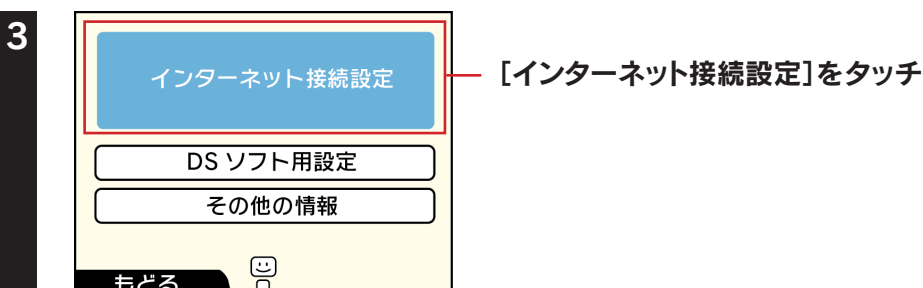 3
インターネット接続設定
［インターネット接続設定］をタッチ
DS ソフト用設定
その他の情報
もどる